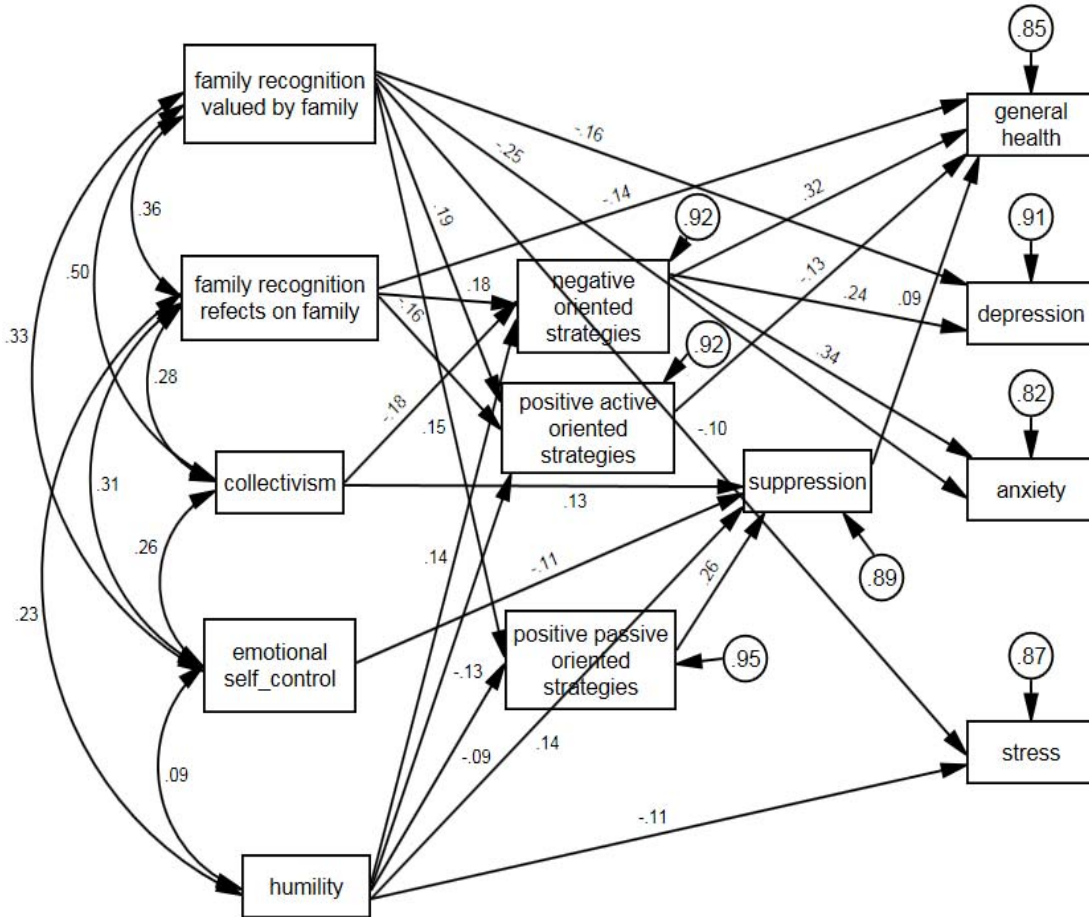 .85
family recognition
valued by family
general
health
-.16
-.25
.32
-.14
.19
.92
.91
.36
.50
family recognition
refects on family
.18
-.16
negative
oriented
strategies
-.13
.24
.09
depression
.33
.92
.34
.28
.82
-.18
.15
positive active
oriented
strategies
-.10
collectivism
suppression
anxiety
.31
.13
.26
.14
-.11
.89
.26
.23
emotional
self_control
positive passive
oriented
strategies
.95
.87
-.13
.09
-.09
.14
stress
-.11
humility